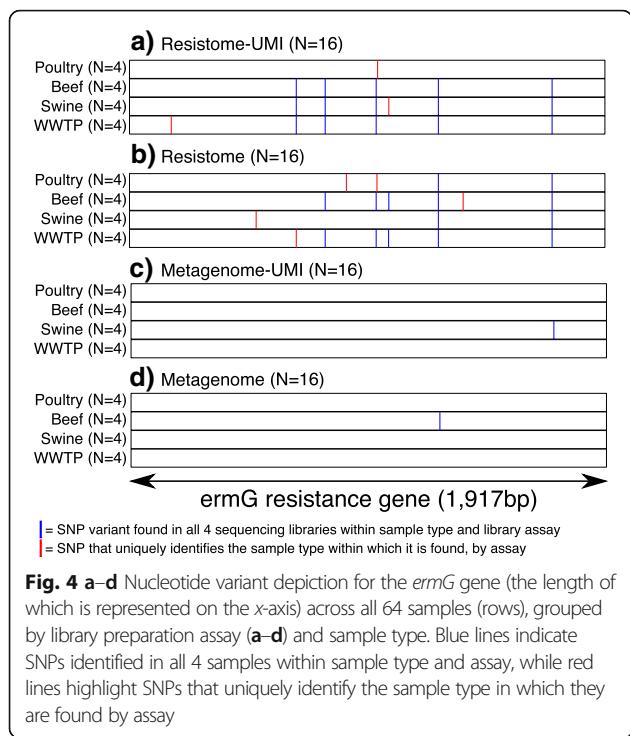 a) Resistome-UMI (N=16)
Poultry (N=4)
Beef (N=4)
Swine (N=4)
WWTP (N=4)
b) Resistome (N=16)
Poultry (N=4)
Beef (N=4)
Swine (N=4)
WWTP (N=4)
c) Metagenome-UMI (N=16)
Poultry (N=4)
Beef (N=4)
Swine (N=4)
WWTP (N=4)
d) Metagenome (N=16)
Poultry (N=4)
Beef (N=4)
Swine (N=4)
WWTP (N=4)
ermG resistance gene (1,917bp)
= SNP variant found in all 4 sequencing libraries within sample type and library assay
= SNP that uniquely identifies the sample type within which it is found, by assay
Fig. 4 a–d Nucleotide variant depiction for the ermG gene (the length of
which is represented on the x-axis) across all 64 samples (rows), grouped
by library preparation assay (a–d) and sample type. Blue lines indicate
SNPs identified in all 4 samples within sample type and assay, while red
lines highlight SNPs that uniquely identify the sample type in which they
are found by assay